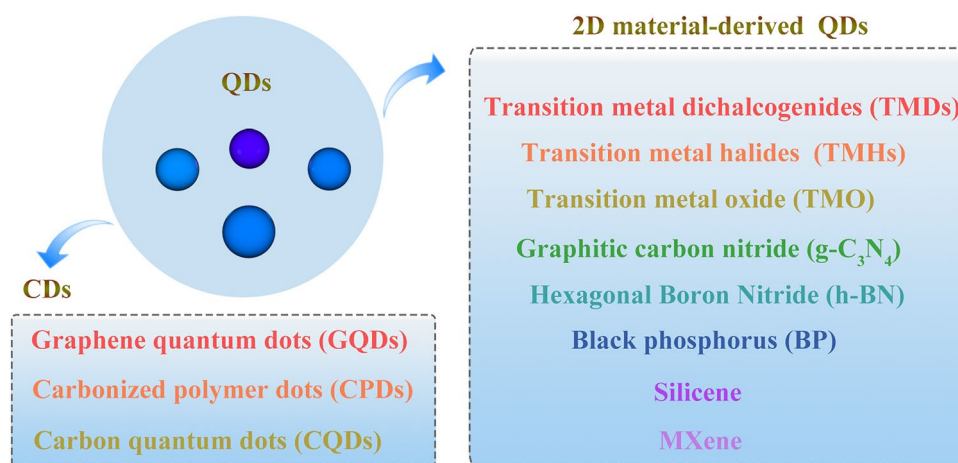 2D material-derived QDs
QDs
Transition metal dichalcogenides (TMDs)
Transition metal halides (TMHs)
Transition metal oxide (TMO)
Graphitic carbon nitride (g-C₃N₄)
Hexagonal Boron Nitride (h-BN)
Black phosphorus (BP)
Silicene
MXene
CDs
Graphene quantum dots (GQDs)
Carbonized polymer dots (CPDs)
Carbon quantum dots (CQDs)